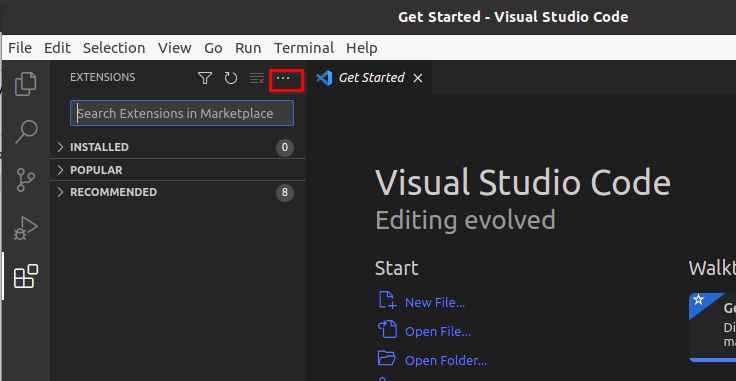 Get Started - Visual Studio Code
File Edit Selection View Go Run Terminal Help
EXTENSIONS
Search Extensions in Marketplace
INSTALLED 0
POPULAR
RECOMMENDED 8
Get Started
Visual Studio Code
Editing evolved
Start
New File...
Open File...
Open Folder...
Walkt
Ge
Di
ma